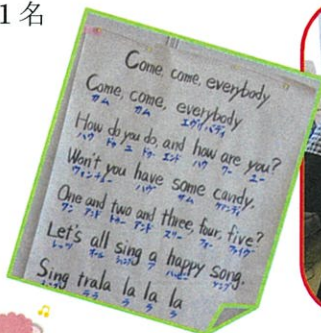 1名
Come, come, everybody
Come, come, everybody
カム カム エヴリバディ
How do you do, and how are you?
ハウ ドゥ ユ ドゥー エンド ハウ アー ユー
Won't you have some candy.
ウォンチュー ハヴ サム キャンディ
One and two and three, four, five?
ワン アンド トゥー アンド スリー フォー ファイヴ
Let's all sing a happy song.
レッツ オール シング ア ハッピー ソング
Sing trala la la la
シング ララ ラ ラ ラ